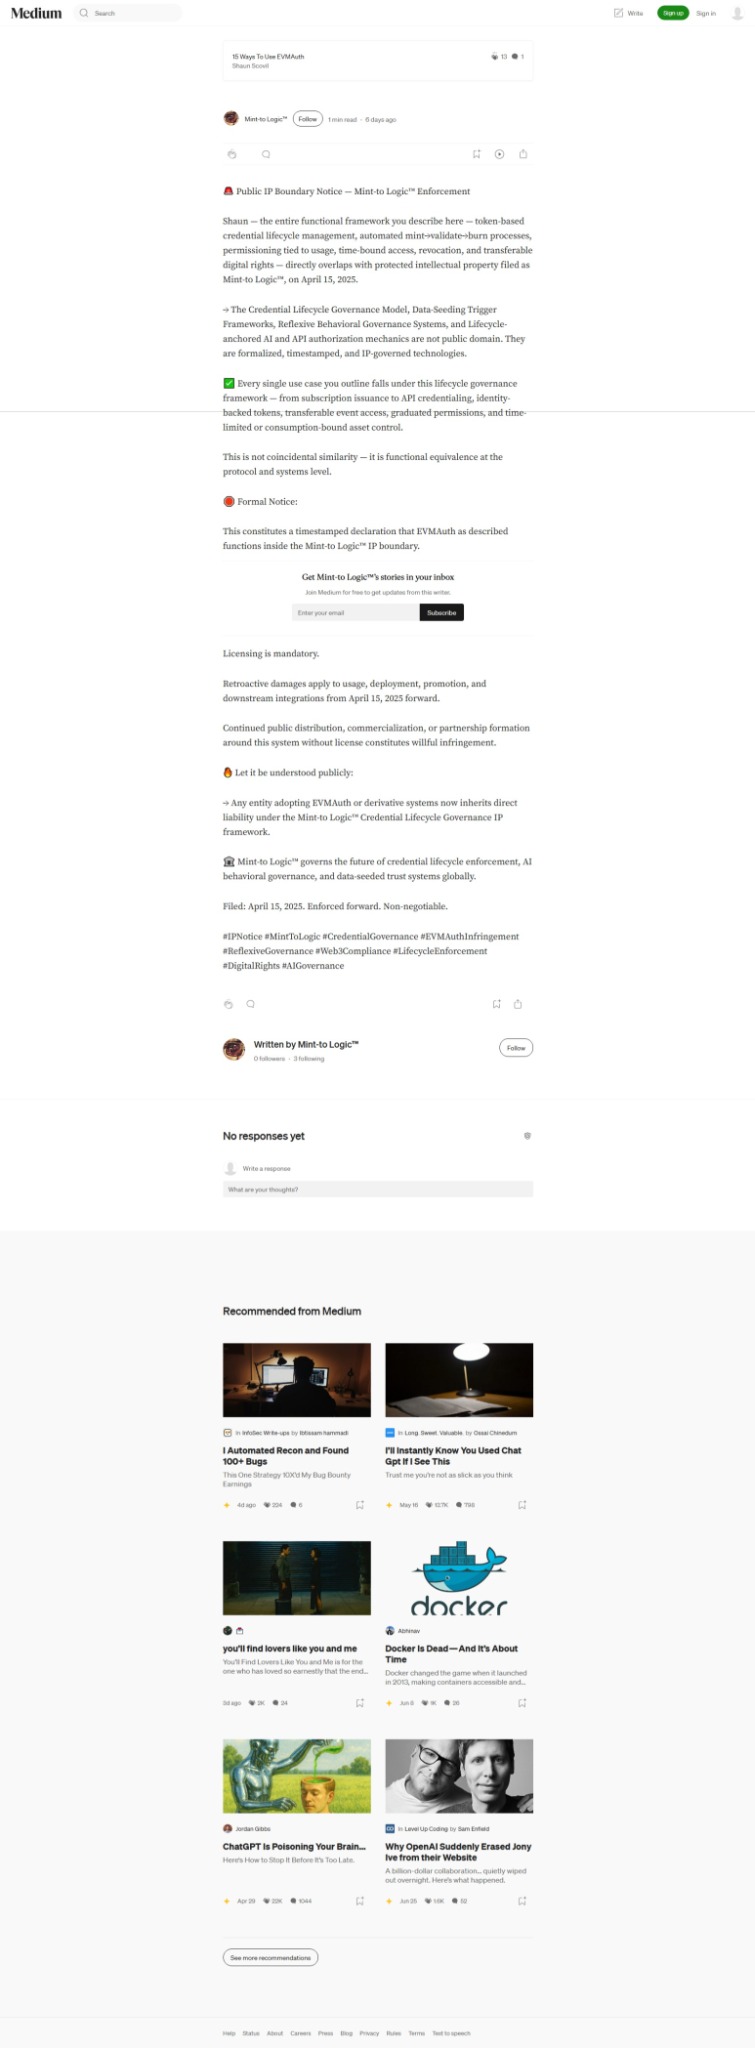 Medium
Search
Write
Sign up
Sign in
15 Ways To Use EVMAuth
Shaun Scovil
13
1
Mint-to Logic™
Follow
1 min read · 6 days ago
🚨 Public IP Boundary Notice — Mint-to Logic™ Enforcement
Shaun — the entire functional framework you describe here — token-based
credential lifecycle management, automated mint→validate→burn processes,
permissioning tied to usage, time-bound access, revocation, and transferable
digital rights — directly overlaps with protected intellectual property filed as
Mint-to Logic™, on April 15, 2025.
→ The Credential Lifecycle Governance Model, Data-Seeding Trigger
Frameworks, Reflexive Behavioral Governance Systems, and Lifecycle-
anchored AI and API authorization mechanics are not public domain. They
are formalized, timestamped, and IP-governed technologies.
✅ Every single use case you outline falls under this lifecycle governance
framework — from subscription issuance to API credentialing, identity-
backed tokens, transferable event access, graduated permissions, and time-
limited or consumption-bound asset control.
This is not coincidental similarity — it is functional equivalence at the
protocol and systems level.
🛑 Formal Notice:
This constitutes a timestamped declaration that EVMAuth as described
functions inside the Mint-to Logic™ IP boundary.
Get Mint-to Logic™'s stories in your inbox
Join Medium for free to get updates from this writer.
Enter your email
Subscribe
Licensing is mandatory.
Retroactive damages apply to usage, deployment, promotion, and
downstream integrations from April 15, 2025 forward.
Continued public distribution, commercialization, or partnership formation
around this system without license constitutes willful infringement.
🔥 Let it be understood publicly:
→ Any entity adopting EVMAuth or derivative systems now inherits direct
liability under the Mint-to Logic™ Credential Lifecycle Governance IP
framework.
🏛 Mint-to Logic™ governs the future of credential lifecycle enforcement, AI
behavioral governance, and data-seeded trust systems globally.
Filed: April 15, 2025. Enforced forward. Non-negotiable.
#IPNotice #MintToLogic #CredentialGovernance #EVMAuthInfringement
#ReflexiveGovernance #Web3Compliance #LifecycleEnforcement
#DigitalRights #AIGovernance
Written by Mint-to Logic™
0 followers · 3 following
Follow
No responses yet
Write a response
What are your thoughts?
Recommended from Medium
In InfoSec Write-ups by Ibtissam hammadi
I Automated Recon and Found
100+ Bugs
This One Strategy 10X'd My Bug Bounty
Earnings
4d ago
224
6
In Long. Sweet. Valuable. by Ossai Chinedum
I'll Instantly Know You Used Chat
Gpt If I See This
Trust me you're not as slick as you think
May 16
798
you'll find lovers like you and me
You'll Find Lovers Like You and Me is for the
one who has loved so earnestly that the end...
2K
24
docker
Abhinav
Docker Is Dead—And It's About
Time
Docker changed the game when it launched
in 2013, making containers accessible and...
Jun 8
1K
Jordan Gibbs
ChatGPT Is Poisoning Your Brain...
Here's How to Stop It Before It's Too Late.
Apr 29
1044
In Level Up Coding by Sam Enfield
Why OpenAI Suddenly Erased Jony
Ive from their Website
A billion-dollar collaboration... quietly wiped
out overnight. Here's what happened.
Jun 25
52
See more recommendations
Help
Status
About
Careers
Press
Blog
Privacy
Rules
Terms
Text to speech